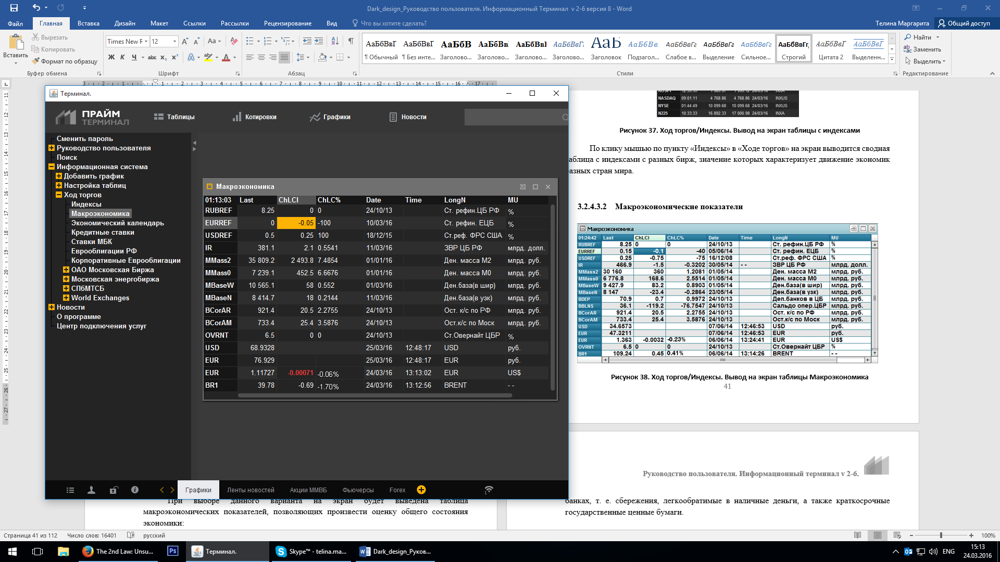 Dark_design_Руководство пользователя. Информационный Терминал v 2-6 версия 8 - Word
Файл Главная Вставка Дизайн Макет Ссылки Рассылки Рецензирование Вид Что вы хотите сделать? Телина Маргарита Общий доступ
Вставить
Вырезать
Копировать
Формат по образцу
Буфер обмена
Times New F 12
Шрифт
Абзац
АаБбВвГ АаБбВвГ АаБбВ АаБбВв АаБбВвІ АаБбВвГ АаБ АаБбВв АаБбВвГг АаБбВвГг АаБбВвГг АаБбВвГг АаБбВвГ АаБбВвГ
¶ Обычный ¶ Без инте... Заголово... Заголово... Заголово... Заголово... Заголовок Подзагол... Слабое в... Выделение Сильное... Строгий Цитата 2 Выделенн...
Стили
Найти
Заменить
Выделить
Редактирование
Терминал.
ПРАЙМ
ТЕРМИНАЛ
Таблицы Котировки Графики Новости
Сменить пароль
Руководство пользователя
Поиск
Информационная система
Добавить график
Настройка таблиц
Ход торгов
Индексы
Макроэкономика
Экономический календарь
Кредитные ставки
Ставки МБК
Еврооблигации РФ
Корпоративные Еврооблигации
ОАО Московская Биржа
Московская энергобиржа
СПбМТСБ
World Exchanges
Новости
О программе
Центр подключения услуг
Макроэкономика
01:13:03 Last ChLCl ChLC% Date Time LongN MU
RUBREF 8.25 0 0 24/10/13 Ст. рефин.ЦБ РФ %
EURREF 0 -0.05 -100 10/03/16 Ст. рефин. ЕЦБ %
USDREF 0.5 0.25 100 18/12/15 Ст.реф. ФРС США %
IR 381.1 2.1 0.5541 11/03/16 ЗВР ЦБ РФ млрд. долл.
MMass2 35 809.2 2 493.8 7.4854 01/01/16 Ден. масса М2 млрд. руб.
MMass0 7 239.1 452.5 6.6676 01/01/16 Ден. масса М0 млрд. руб.
MBaseW 10 565.1 58 0.552 01/03/16 Ден.база(в шир) млрд. руб.
MBaseN 8 414.7 18 0.2144 11/03/16 Ден.база(в узк) млрд. руб.
BCorAR 921.4 20.5 2.2755 24/10/13 Ост. к/с по РФ млрд. руб.
BCorAM 733.4 25.4 3.5876 24/10/13 Ост.к/с по Моск млрд. руб.
OVRNT 6.5 0 0 24/10/13 Ст.Овернайт ЦБР %
USD 68.9328 25/03/16 12:48:17 USD руб.
EUR 76.929 25/03/16 12:48:17 EUR руб.
EUR 1.11727 -0.00071 -0.06% 24/03/16 13:13:02 EUR US$
BR1 39.78 -0.69 -1.70% 24/03/16 13:12:56 BRENT - -
Графики Ленты новостей Акции ММВБ Фьючерсы Forex
При выборе данного варианта на экран будет выведена таблица
макроэкономических показателей, позволяющих произвести оценку общего состояния
экономики:
NASDAQ 09:01:11 4 768.86 4 768.86 24/03/16 INXUS
NYSE 01:44:49 10 099.68 10 099.68 24/03/16 INXUS
N225 10:33:33 16 892.33 17 000.98 24/03/16 INXA
Рисунок 37. Ход торгов/Индексы. Вывод на экран таблицы с индексами
По клику мышью по пункту «Индексы» в «Ходе торгов» на экран выводится сводная
аблица с индексами с разных бирж, значение которых характеризует движение экономик
азных стран мира.
3.2.4.3.2 Макроэкономические показатели
Макроэкономика
01:24:42 Last ChLCl ChLC% Date Time LongN MU
RUBREF 8.25 0 0 24/10/13 Ст. рефин.ЦБ РФ %
EURREF 0.15 -0.1 -40 05/06/14 Ст. рефин. ЕЦБ %
USDREF 0.25 -0.75 -75 16/12/08 Ст.реф. ФРС США %
IR 466.9 -1.5 -0.3202 30/05/14 - - ЗВР ЦБ РФ млрд. долл.
MMass2 30 160 360 1.2081 01/05/14 Ден. масса М2 млрд. руб.
MMass0 6 776.8 168.6 2.5514 01/05/14 Ден. масса М0 млрд. руб.
MBaseW 9 427.9 83.2 0.8903 01/05/14 Ден.база(в шир) млрд. руб.
MBaseN 8 147 -23.4 -0.2864 23/05/14 Ден.база(в узк) млрд. руб.
BDEP 70.9 0.7 0.9972 24/10/13 Деп.банков в ЦБ млрд. руб.
BBLNS 36.1 -119.2 -76.7547 24/10/13 Сальдо опер.ЦБР млрд. руб.
BCorAR 921.4 20.5 2.2755 24/10/13 Ост. к/с по РФ млрд. руб.
BCorAM 733.4 25.4 3.5876 24/10/13 Ост.к/с по Моск млрд. руб.
USD 34.6573 07/06/14 12:46:53 USD руб.
EUR 47.3211 07/06/14 12:46:53 EUR руб.
EUR 1.363 -0.0032 -0.23% 06/06/14 13:24:41 EUR US$
OVRNT 6.5 0 0 24/10/13 Ст.Овернайт ЦБР %
BR1 109.24 0.45 0.41% 06/06/14 13:14:26 BRENT - -
Рисунок 38. Ход торгов/Индексы. Вывод на экран таблицы Макроэкономика
41
Руководство пользователя. Информационный терминал v 2-6.
банках, т. е. сбережения, легкообратимые в наличные деньги, а также краткосрочные
государственные ценные бумаги.
Страница 41 из 112 Число слов: 16401 русский 100%
The 2nd Law: Unsu... Ps Терминал. Skype™ - telina.ma... Dark_design_Руков... ENG 15:13
24.03.2016